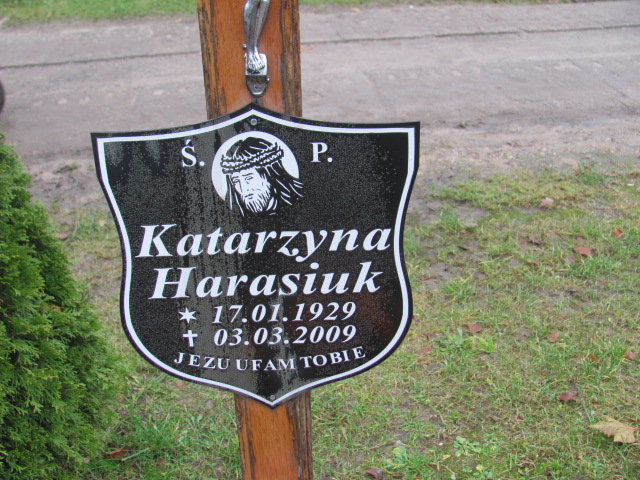 Ś. P.
Katarzyna
Harasiuk
✶ 17.01.1929
✝ 03.03.2009
JEZU UFAM TOBIE